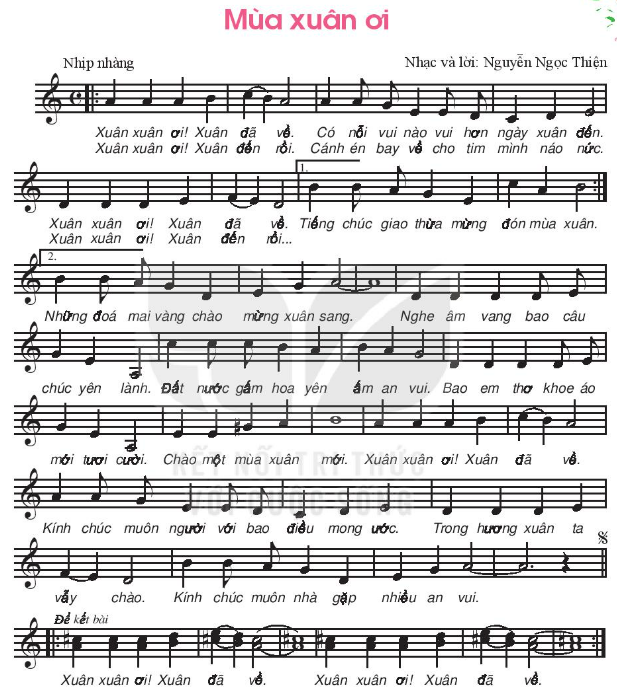 Mùa xuân ơi
Nhịp nhàng
Nhạc và lời: Nguyễn Ngọc Thiện
Xuân xuân ơi! Xuân đã về. Có nỗi vui nào vui hơn ngày xuân đến.
Xuân xuân ơi! Xuân đến rồi. Cánh én bay về cho tim mình náo nức.
1.
Xuân xuân ơi! Xuân đã về. Tiếng chúc giao thừa mừng đón mùa xuân.
Xuân xuân ơi! Xuân đến rồi...
2.
Những đoá mai vàng chào mừng xuân sang. Nghe âm vang bao câu
chúc yên lành. Đất nước gấm hoa yên ấm an vui. Bao em thơ khoe áo
mới tươi cười. Chào một mùa xuân mới. Xuân xuân ơi! Xuân đã về.
KẾT NỐI TRI THỨC
VỚI CUỘC SỐNG
Kính chúc muôn người với bao điều mong ước. Trong hương xuân ta
vẫy chào. Kính chúc muôn nhà gặp nhiều an vui.
Để kết bài
Xuân xuân ơi! Xuân đã về. Xuân xuân ơi! Xuân đã về.